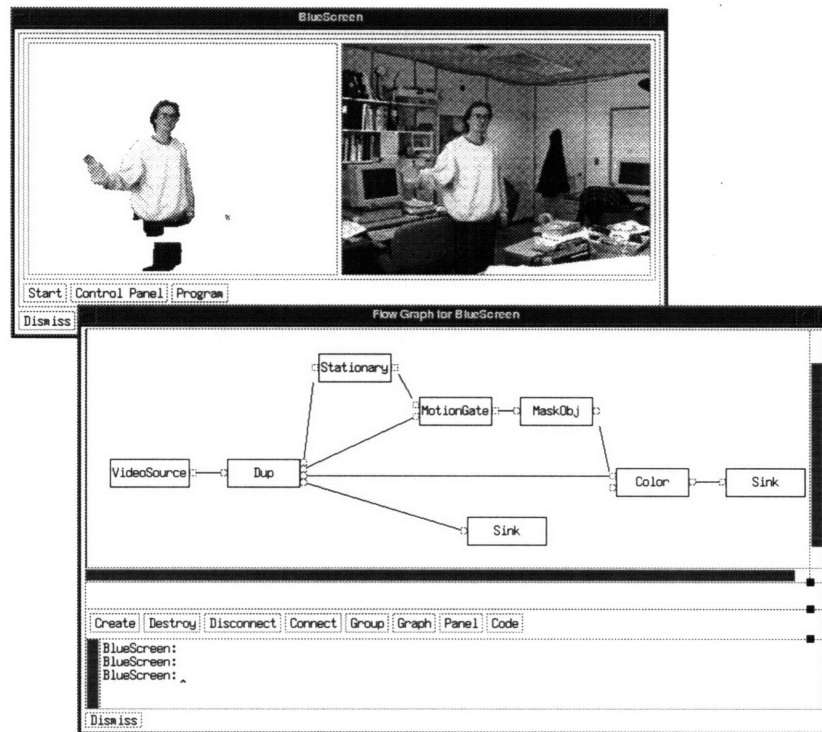 BlueScreen
Start Control Panel Program
Dismiss
Flow Graph for BlueScreen
Stationary
MotionGate MaskObj
VideoSource Dup Color Sink
Sink
Create Destroy Disconnect Connect Group Graph Panel Code
BlueScreen:
BlueScreen:
BlueScreen:
Dismiss